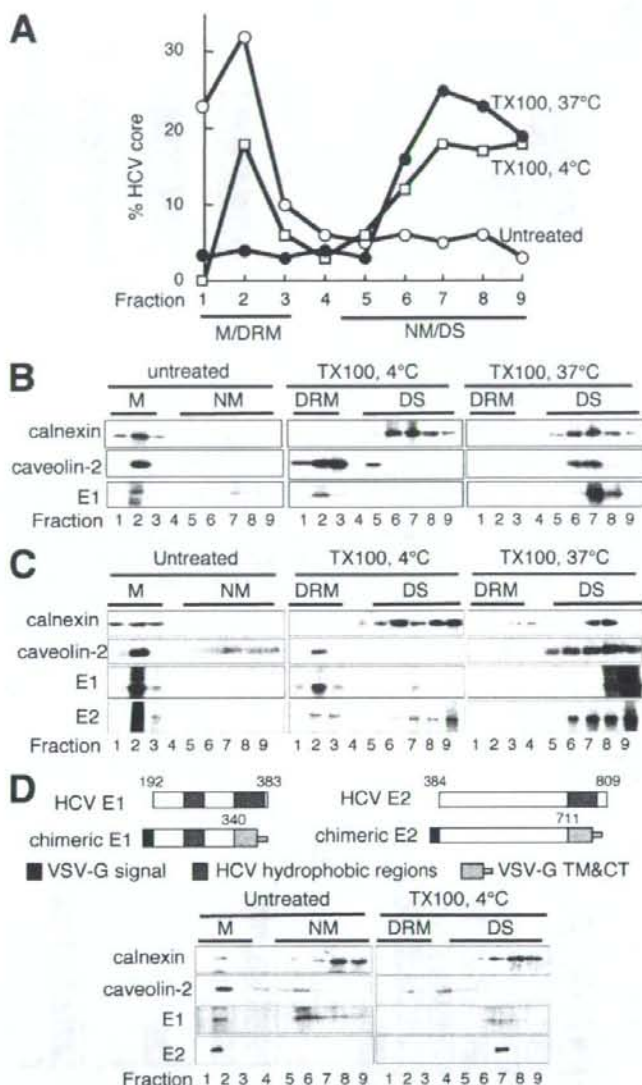 A
30
20
10
0
% HCV core
TX100, 37°C
TX100, 4°C
Untreated
Fraction 1 2 3 4 5 6 7 8 9
M/DRM NM/DS
B
untreated TX100, 4°C TX100, 37°C
M NM DRM DS DRM DS
calnexin
caveolin-2
E1
Fraction 1 2 3 4 5 6 7 8 9 1 2 3 4 5 6 7 8 9 1 2 3 4 5 6 7 8 9
C
Untreated TX100, 4°C TX100, 37°C
M NM DRM DS DRM DS
calnexin
caveolin-2
E1
E2
Fraction 1 2 3 4 5 6 7 8 9 1 2 3 4 5 6 7 8 9 1 2 3 4 5 6 7 8 9
D
192 383 384 809
HCV E1 HCV E2
340 711
chimeric E1 chimeric E2
VSV-G signal HCV hydrophobic regions VSV-G TM&CT
Untreated TX100, 4°C
M NM DRM DS
calnexin
caveolin-2
E1
E2
Fraction 1 2 3 4 5 6 7 8 9 1 2 3 4 5 6 7 8 9